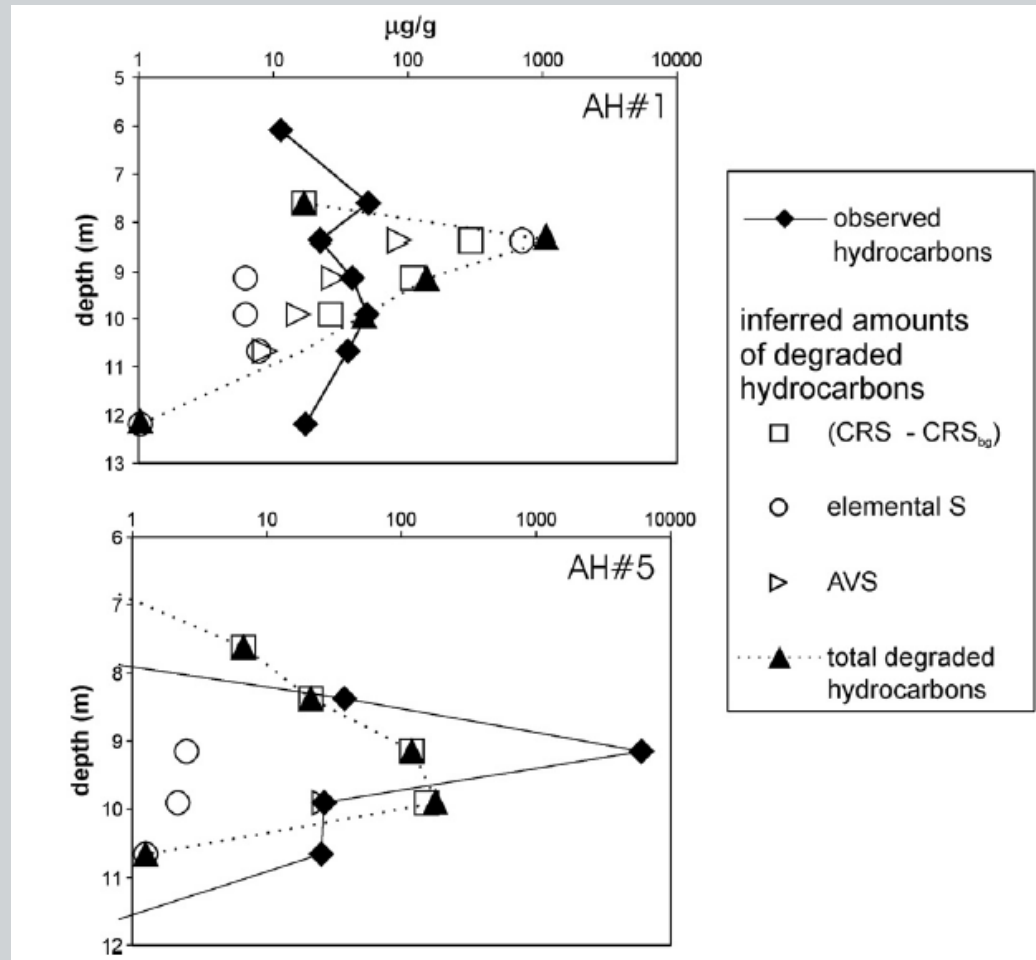 μg/g
1 10 100 1000 10000
AH#1
5
6
7
8
9
10
11
12
13
depth (m)
1 10 100 1000 10000
AH#5
6
7
8
9
10
11
12
depth (m)
observed
hydrocarbons
inferred amounts
of degraded
hydrocarbons
(CRS - CRSbg)
elemental S
AVS
total degraded
hydrocarbons